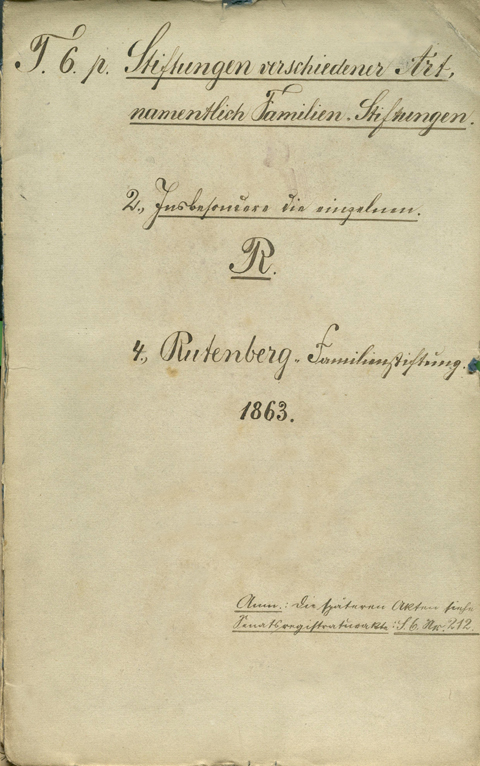 T. 6. p. Stiftungen verschiedener Art,
namentlich Familien-Stiftungen.
2., Insbesondere die einzelnen.
R.
4., Rutenberg-Familienstiftung.
1863.
Anm.: Die späteren Akten siehe
Senatsregistraturakte: S. 6. Nr. 212.